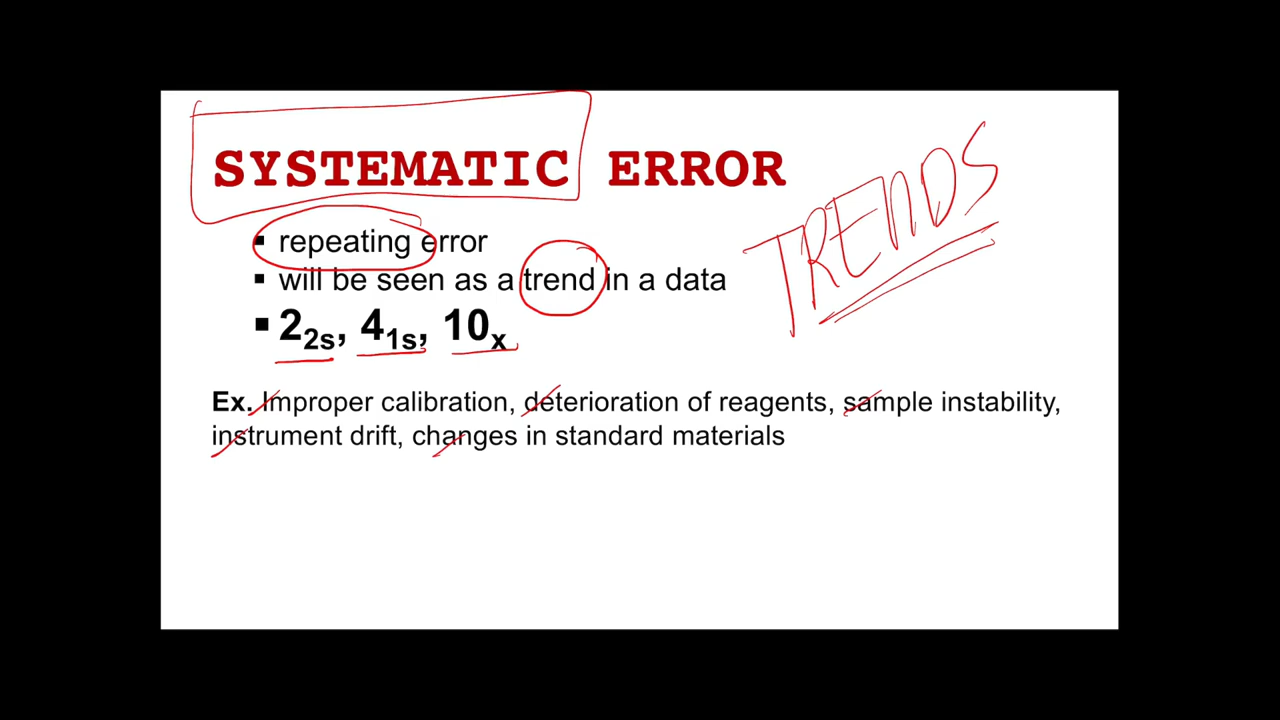 SYSTEMATIC ERROR
TRENDS
▪ repeating error
▪ will be seen as a trend in a data
▪ 2₂ₛ, 4₁ₛ, 10ₓ
Ex. Improper calibration, deterioration of reagents, sample instability,
instrument drift, changes in standard materials